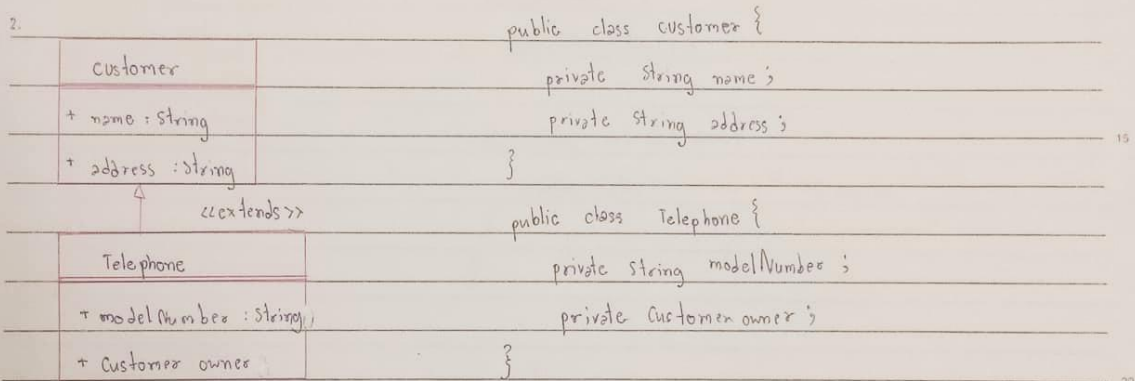 2.
Customer
+ name : String
+ address : String
<<extends>>
Telephone
+ modelNumber : String
+ Customer owner
public class customer {
private String name ;
private String address ;
}
public class Telephone {
private String modelNumber ;
private Customer owner ;
}
15